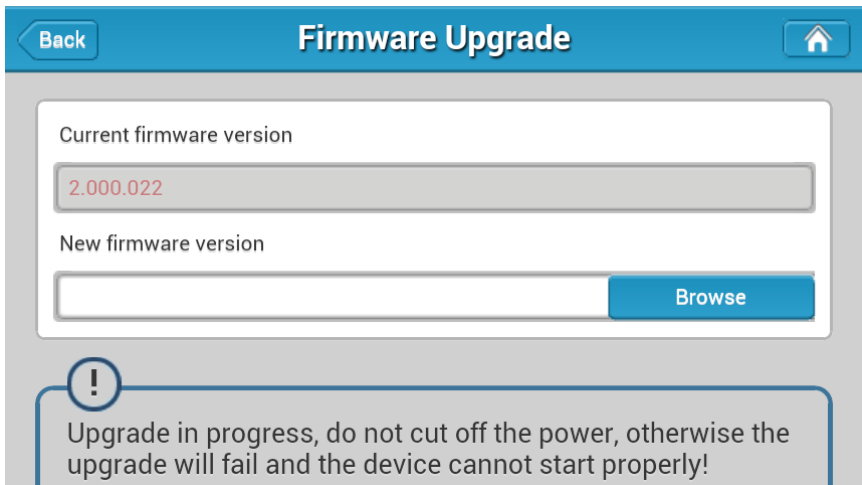 Back
Firmware Upgrade
Current firmware version
2.000.022
New firmware version
Browse
!
Upgrade in progress, do not cut off the power, otherwise the
upgrade will fail and the device cannot start properly!